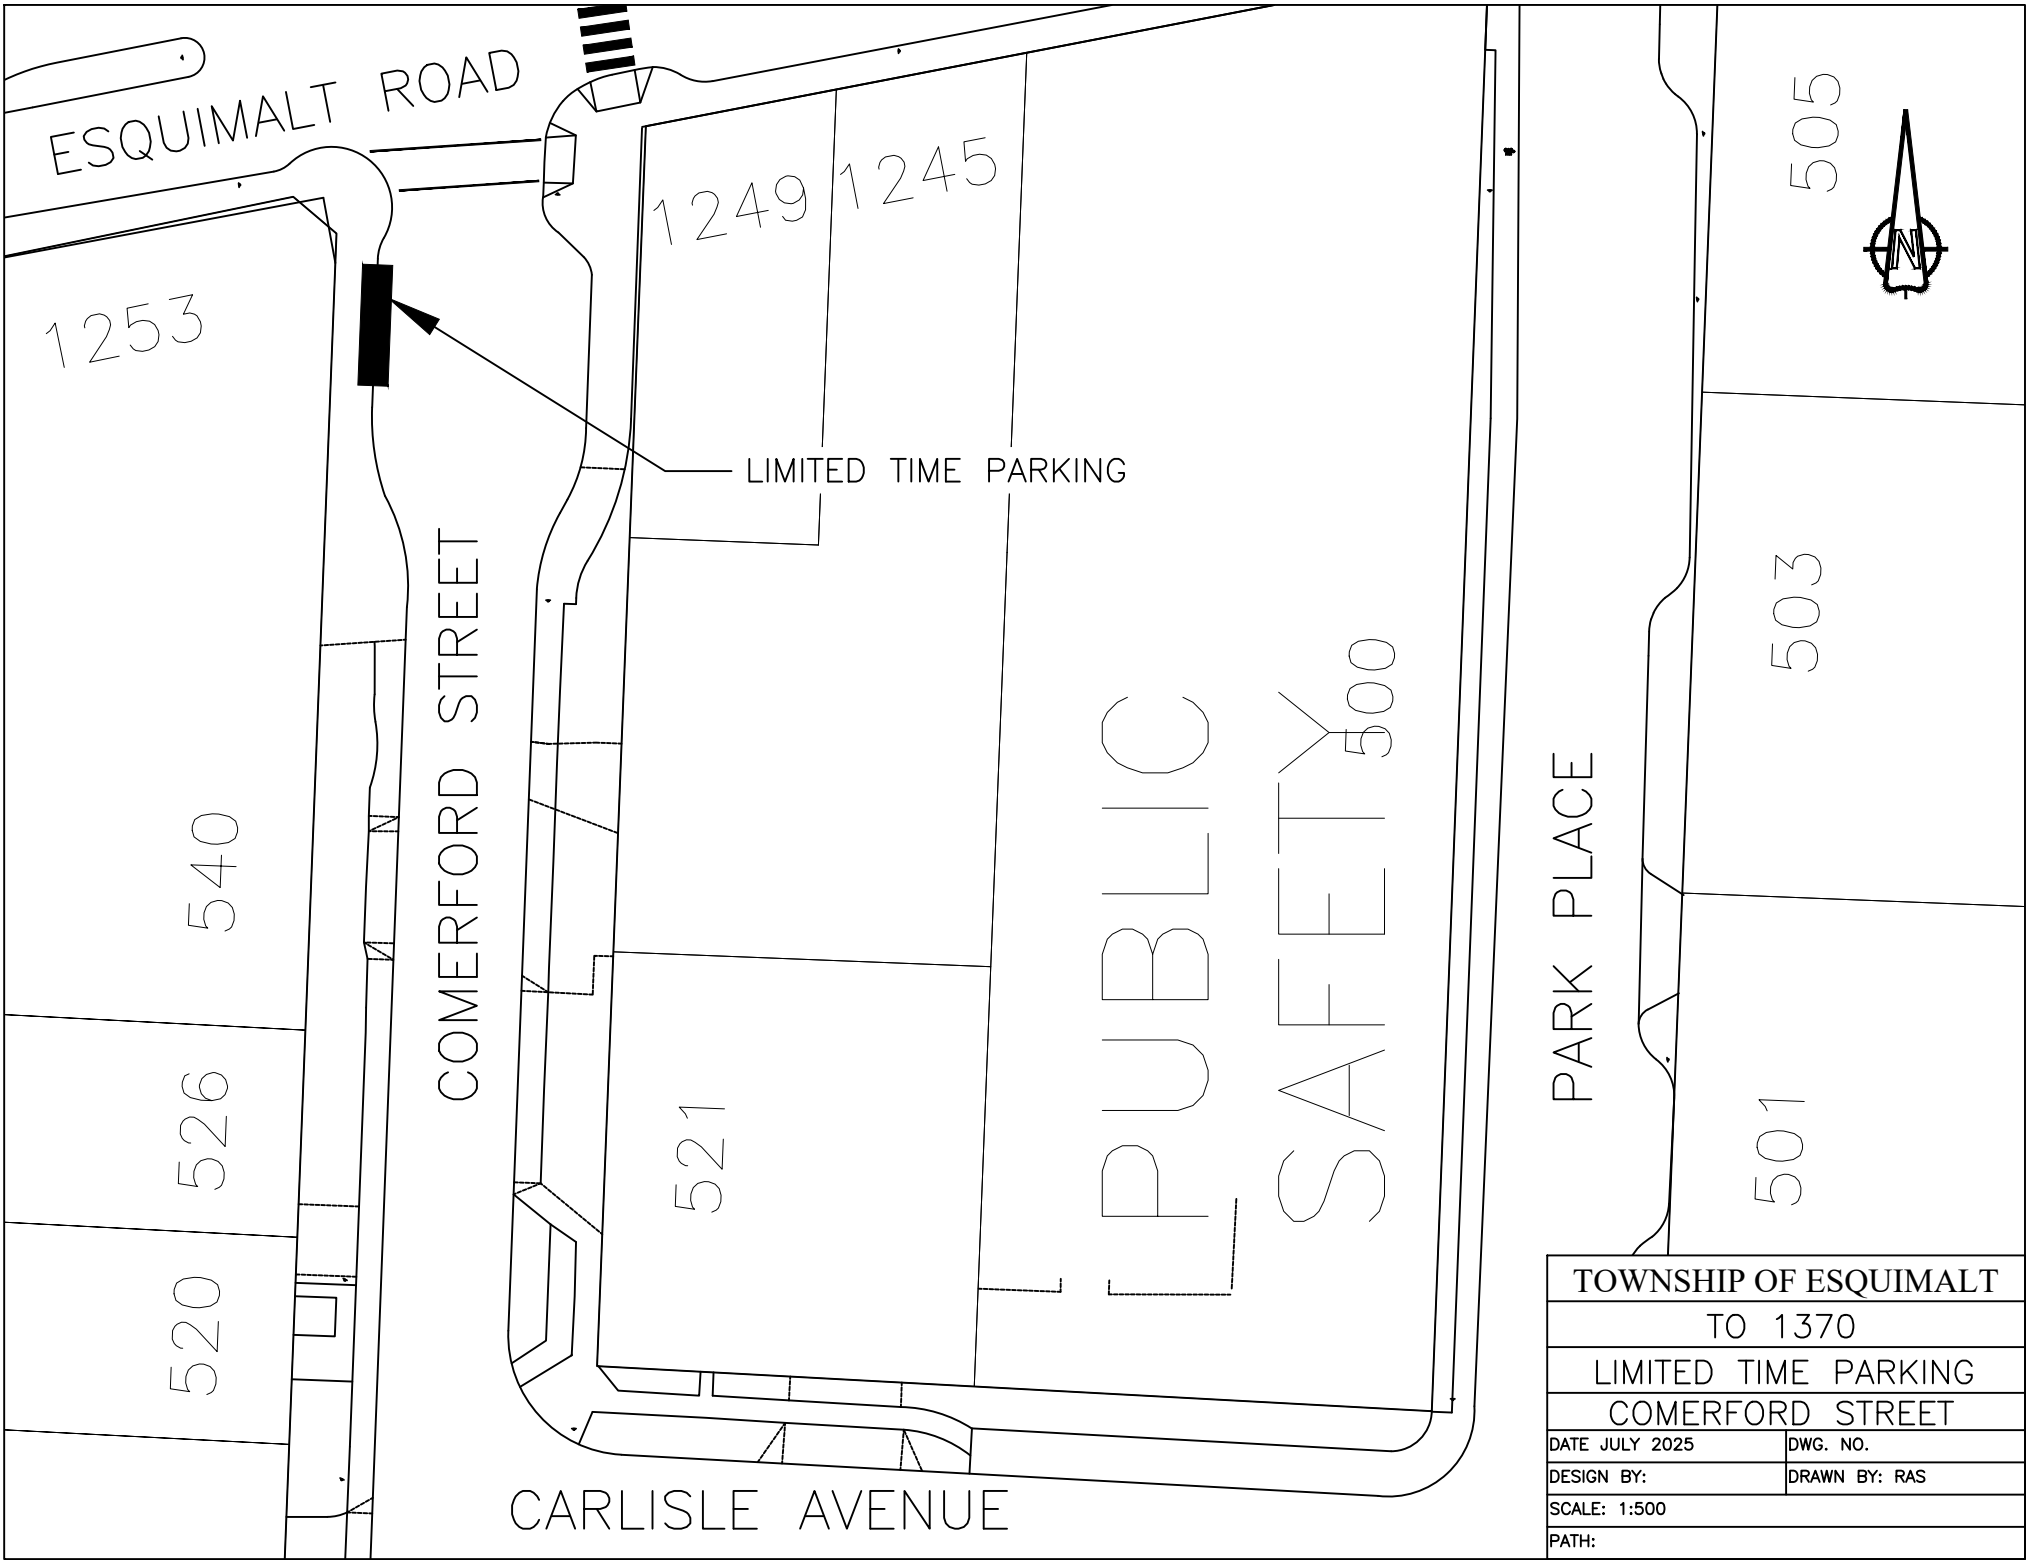 ESQUIMALT ROAD
1249
1245
505
N
1253
LIMITED TIME PARKING
COMERFORD STREET
503
500
PUBLIC
SAFETY
PARK PLACE
540
526
521
501
520
CARLISLE AVENUE
TOWNSHIP OF ESQUIMALT
TO 1370
LIMITED TIME PARKING
COMERFORD STREET
DATE JULY 2025
DWG. NO.
DESIGN BY:
DRAWN BY: RAS
SCALE: 1:500
PATH: